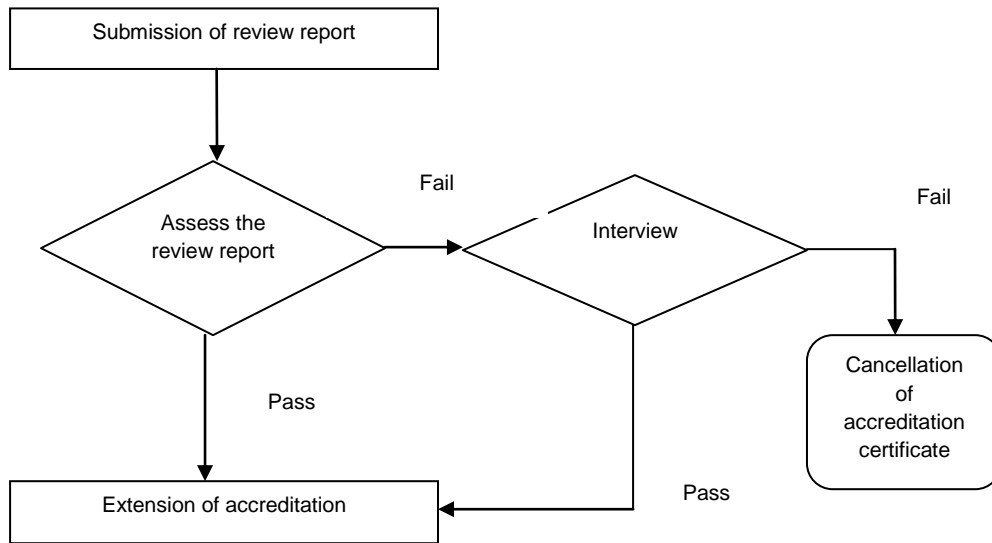 Submission of review report
Assess the
review report
Fail
Interview
Fail
Pass
Cancellation
of
accreditation
certificate
Extension of accreditation
Pass